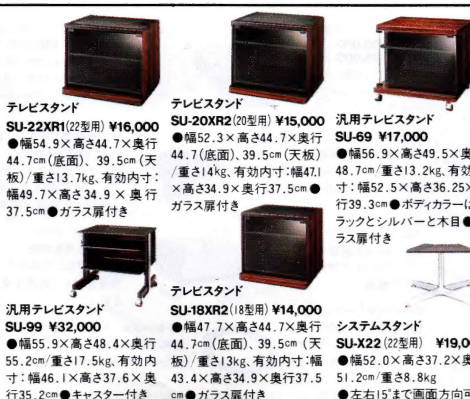 テレビスタンド
SU-22XR1(22型用) ¥16,000
●幅54.9×高さ44.7×奥行
44.7cm(底面)、39.5cm(天
板)/重さ13.7kg、有効内寸:
幅49.7×高さ34.9×奥行
37.5cm●ガラス扉付き
テレビスタンド
SU-20XR2(20型用) ¥15,000
●幅52.3×高さ44.7×奥行
44.7(底面)、39.5cm(天板)
/重さ14kg、有効内寸:幅47.1
×高さ34.9×奥行37.5cm●
ガラス扉付き
汎用テレビスタンド
SU-69 ¥17,000
●幅56.9×高さ49.5×奥
48.7cm/重さ13.2kg、有効
寸:幅52.5×高さ36.25×
行39.3cm●ボディカラーは
ラックとシルバーと木目●
ラス扉付き
汎用テレビスタンド
SU-99 ¥32,000
●幅55.9×高さ48.4×奥行
55.2cm/重さ17.5kg、有効内
寸:幅46.1×高さ37.6×奥
行35.2cm●キャスター付き
テレビスタンド
SU-18XR2(18型用) ¥14,000
●幅47.7×高さ44.7×奥行
44.7cm(底面)、39.5cm(天
板)/重さ13kg、有効内寸:幅
43.4×高さ34.9×奥行37.5
cm●ガラス扉付き
システムスタンド
SU-X22(22型用) ¥19,0
●幅52.0×高さ37.2×奥
51.2cm/重さ8.8kg
●左右15°まで画面方向可